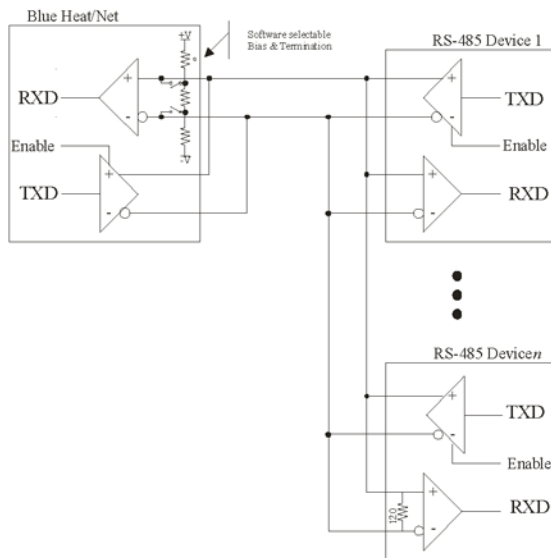 Blue Heat/Net
Software selectable
Bias & Termination
RS-485 Device 1
+V
+
RXD
-
Enable
+
TXD
-
+
TXD
-
Enable
+
RXD
-
RS-485 Device n
+
TXD
-
Enable
+
120
RXD
-